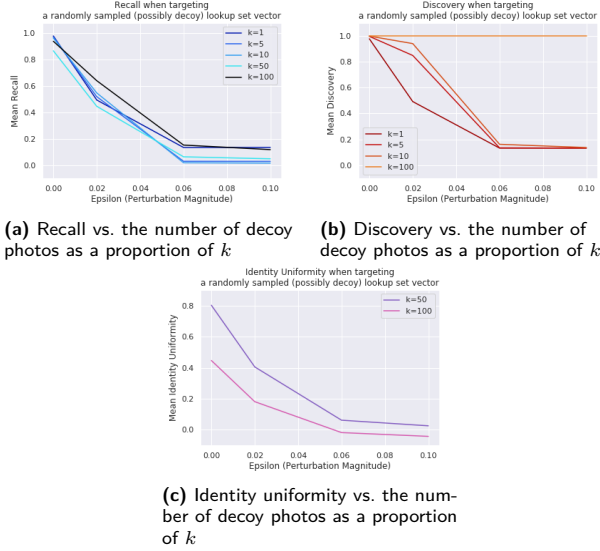 Recall when targeting
a randomly sampled (possibly decoy) lookup set vector
Mean Recall
1.0
0.8
0.6
0.4
0.2
0.0
k=1
k=5
k=10
k=50
k=100
0.00 0.02 0.04 0.06 0.08 0.10
Epsilon (Perturbation Magnitude)
(a) Recall vs. the number of decoy
photos as a proportion of k
Discovery when targeting
a randomly sampled (possibly decoy) lookup set vector
Mean Discovery
1.0
0.8
0.6
0.4
0.2
0.0
k=1
k=5
k=10
k=100
0.00 0.02 0.04 0.06 0.08 0.10
Epsilon (Perturbation Magnitude)
(b) Discovery vs. the number of
decoy photos as a proportion of k
Identity Uniformity when targeting
a randomly sampled (possibly decoy) lookup set vector
Mean Identity Uniformity
0.8
0.6
0.4
0.2
0.0
k=50
k=100
0.00 0.02 0.04 0.06 0.08 0.10
Epsilon (Perturbation Magnitude)
(c) Identity uniformity vs. the num-
ber of decoy photos as a proportion
of k